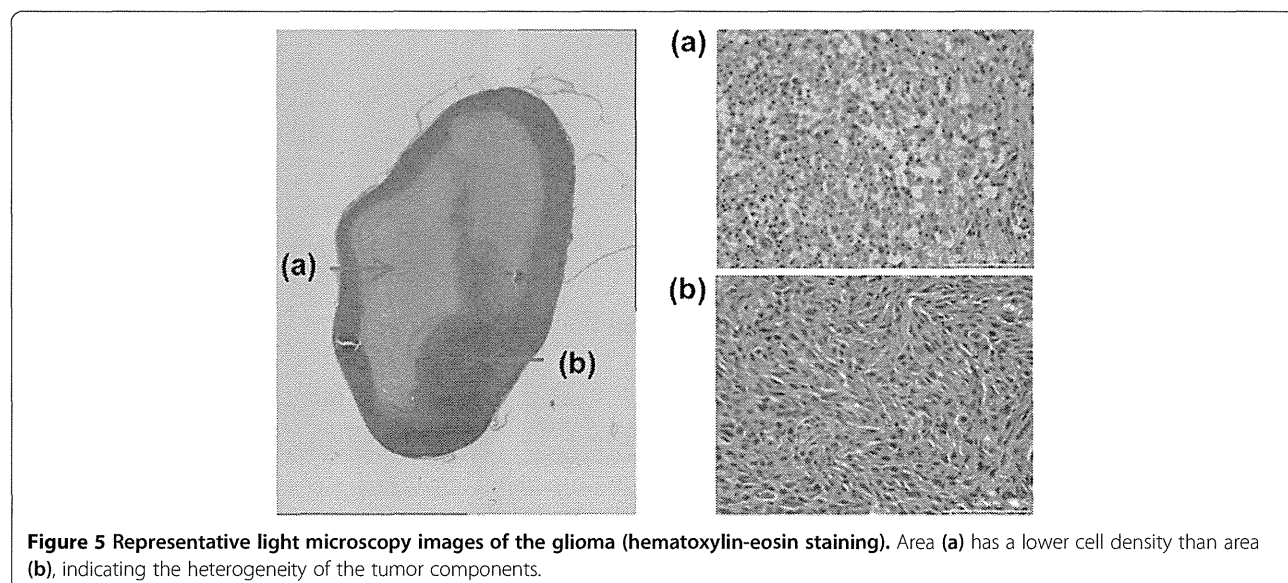 (a)
(a)
(b)
(b)
Figure 5 Representative light microscopy images of the glioma (hematoxylin-eosin staining). Area (a) has a lower cell density than area
(b), indicating the heterogeneity of the tumor components.